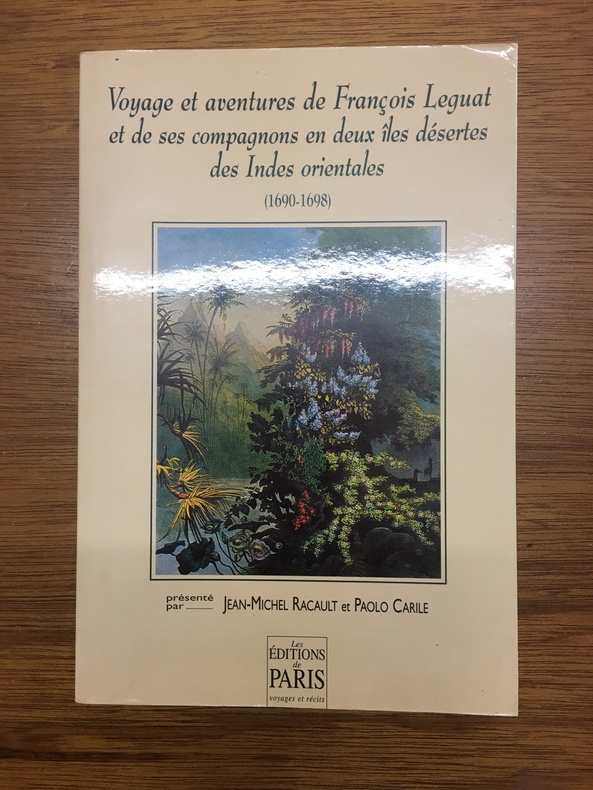 Voyage et aventures de François Leguat
et de ses compagnons en deux îles désertes
des Indes orientales
(1690-1698)
présenté
par JEAN-MICHEL RACAULT ET PAOLO CARILE
Les
ÉDITIONS
de
PARIS
voyages et récits